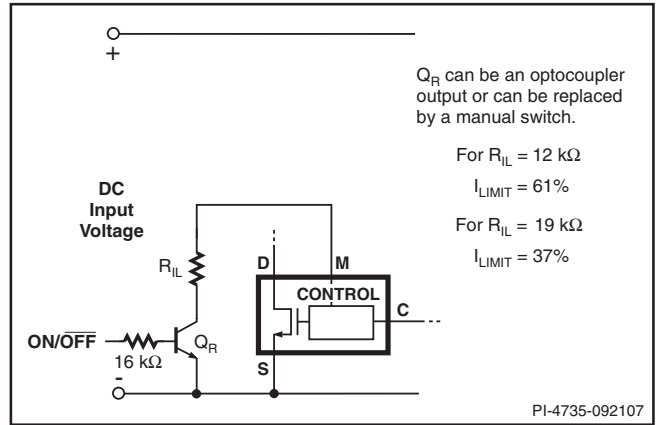 +
Q_R can be an optocoupler
output or can be replaced
by a manual switch.
For R_IL = 12 kΩ
I_LIMIT = 61%
For R_IL = 19 kΩ
I_LIMIT = 37%
DC
Input
Voltage
R_IL
D
M
CONTROL
C
ON/OFF
16 kΩ
Q_R
S
-
PI-4735-092107